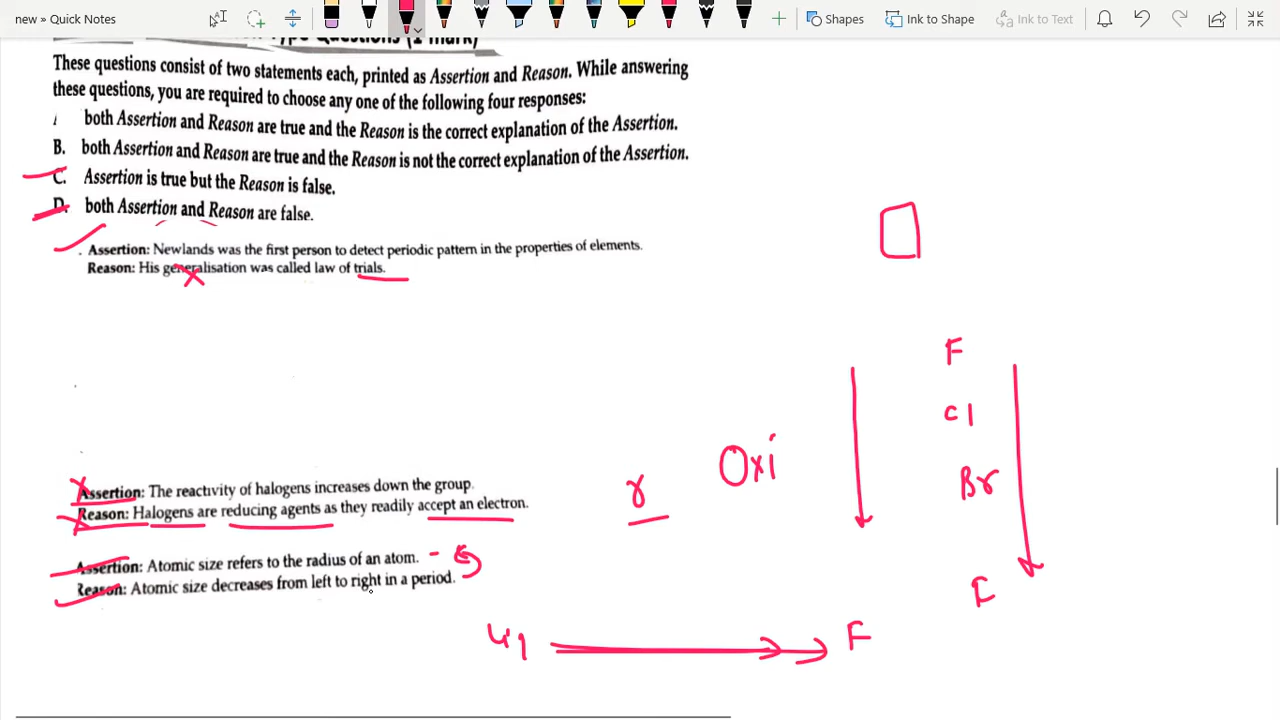 new » Quick Notes
Shapes
Ink to Shape
Ink to Text
Type Questions (1 mark)
These questions consist of two statements each, printed as Assertion and Reason. While answering
these questions, you are required to choose any one of the following four responses:
both Assertion and Reason are true and the Reason is the correct explanation of the Assertion.
B. both Assertion and Reason are true and the Reason is not the correct explanation of the Assertion.
C. Assertion is true but the Reason is false.
D. both Assertion and Reason are false.
Assertion: Newlands was the first person to detect periodic pattern in the properties of elements.
Reason: His generalisation was called law of trials.
F
Cl
Oxi
Br
Assertion: The reactivity of halogens increases down the group.
Reason: Halogens are reducing agents as they readily accept an electron.
Assertion: Atomic size refers to the radius of an atom.
Reason: Atomic size decreases from left to right in a period.
F